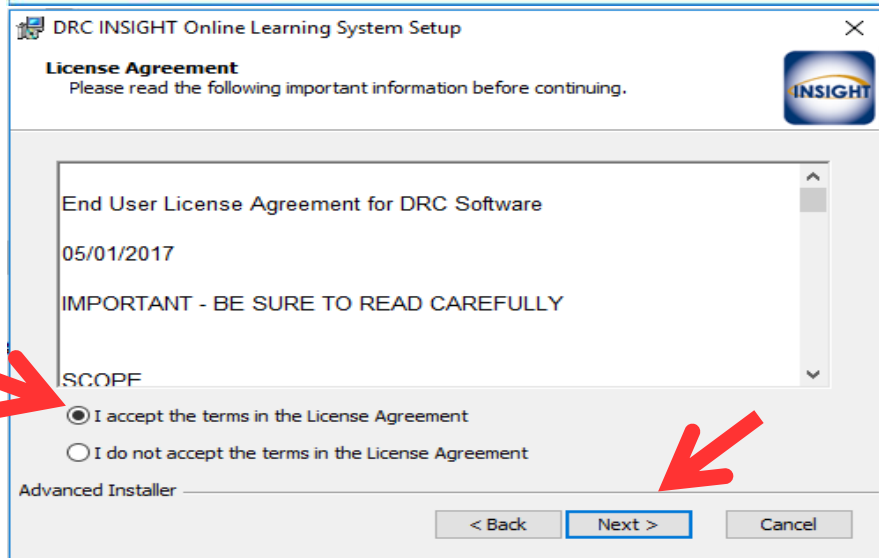 DRC INSIGHT Online Learning System Setup
License Agreement
Please read the following important information before continuing.
INSIGHT
End User License Agreement for DRC Software
05/01/2017
IMPORTANT - BE SURE TO READ CAREFULLY
SCOPE
I accept the terms in the License Agreement
I do not accept the terms in the License Agreement
Advanced Installer
< Back Next > Cancel